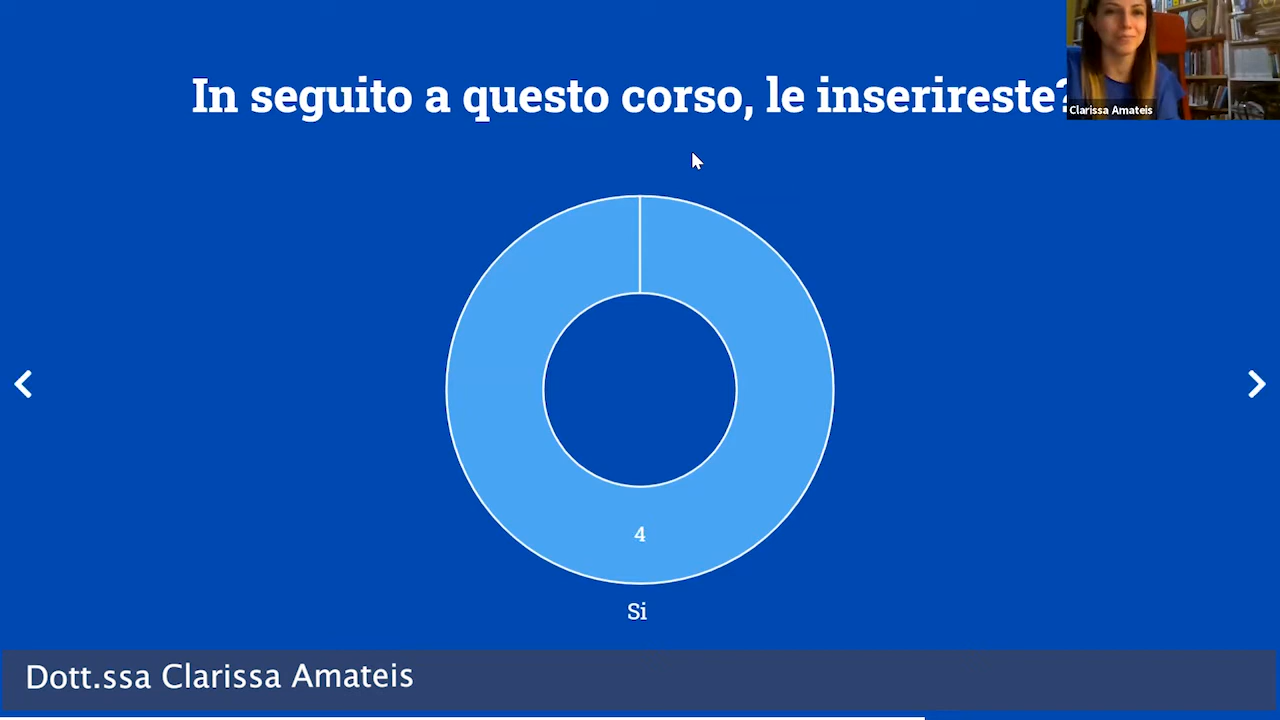 In seguito a questo corso, le inserireste?
Clarissa Amateis
4
Si
Dott.ssa Clarissa Amateis